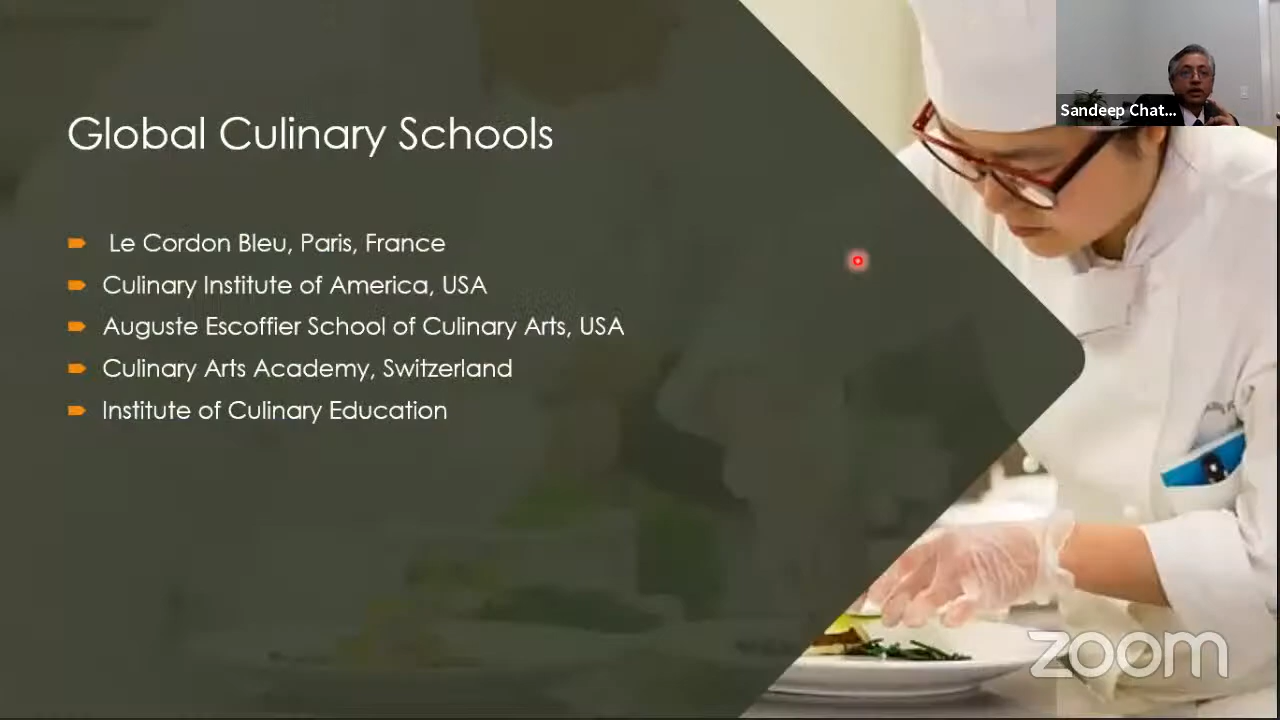 Sandeep Chat...
Global Culinary Schools
Le Cordon Bleu, Paris, France
Culinary Institute of America, USA
Auguste Escoffier School of Culinary Arts, USA
Culinary Arts Academy, Switzerland
Institute of Culinary Education
zoom